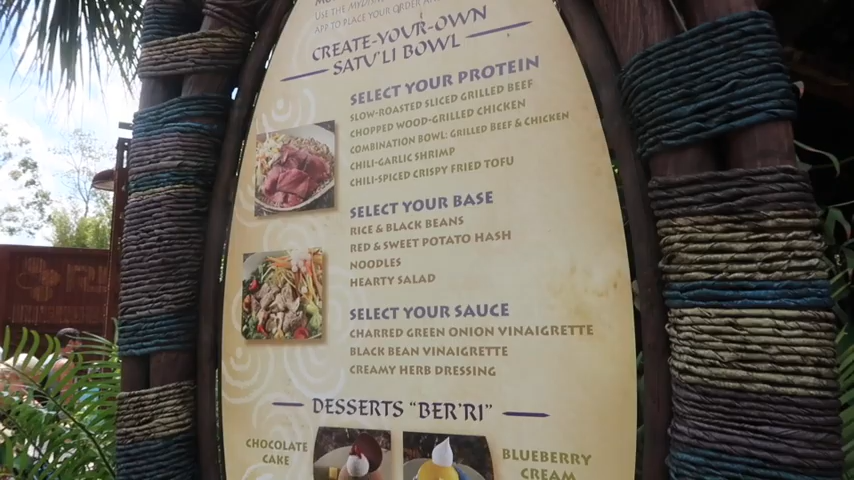 USE THE MYDISNEY
APP TO PLACE YOUR ORDER
CREATE-YOUR-OWN
SATU'LI BOWL
SELECT YOUR PROTEIN
SLOW-ROASTED SLICED GRILLED BEEF
CHOPPED WOOD-GRILLED CHICKEN
COMBINATION BOWL: GRILLED BEEF & CHICKEN
CHILI-GARLIC SHRIMP
CHILI-SPICED CRISPY FRIED TOFU
SELECT YOUR BASE
RICE & BLACK BEANS
RED & SWEET POTATO HASH
NOODLES
HEARTY SALAD
SELECT YOUR SAUCE
CHARRED GREEN ONION VINAIGRETTE
BLACK BEAN VINAIGRETTE
CREAMY HERB DRESSING
DESSERTS "BER'RI"
CHOCOLATE
CAKE
BLUEBERRY
CREAM